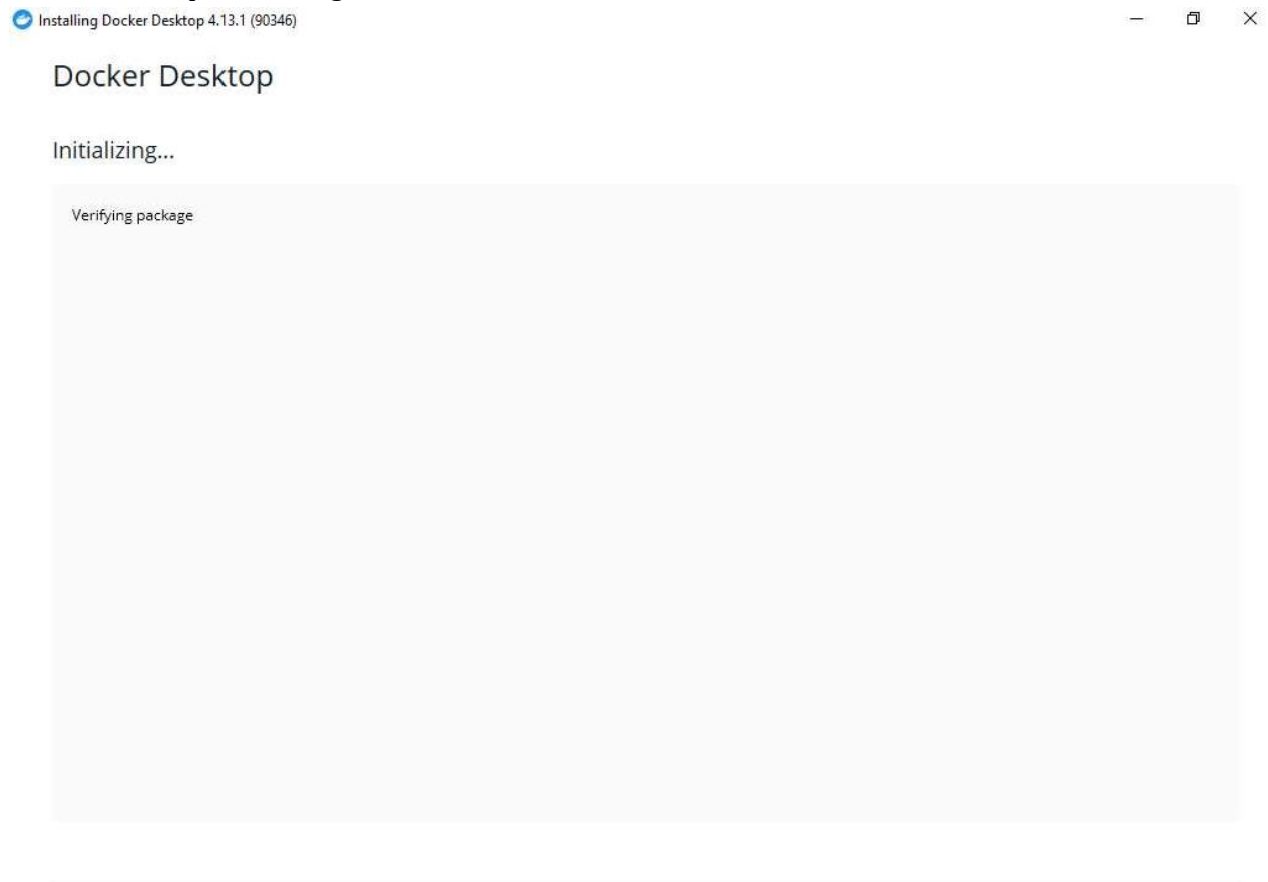 Installing Docker Desktop 4.13.1 (90346)
Docker Desktop
Initializing...
Verifying package